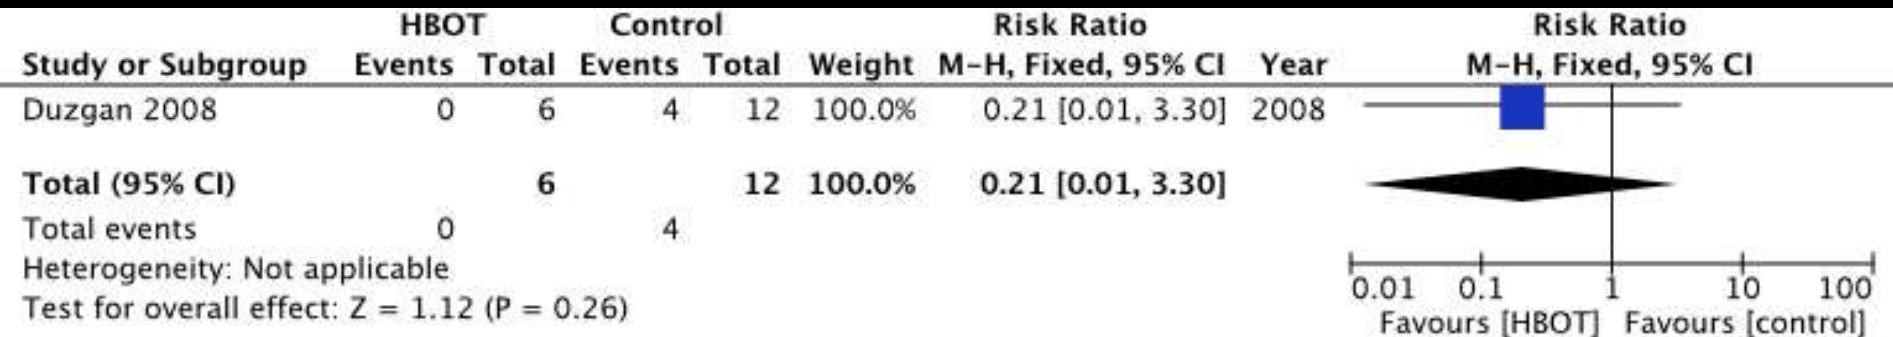 HBOT Control Risk Ratio Risk Ratio
Study or Subgroup Events Total Events Total Weight M-H, Fixed, 95% CI Year M-H, Fixed, 95% CI
Duzgan 2008 0 6 4 12 100.0% 0.21 [0.01, 3.30] 2008
Total (95% CI) 6 12 100.0% 0.21 [0.01, 3.30]
Total events 0 4
Heterogeneity: Not applicable
Test for overall effect: Z = 1.12 (P = 0.26)
0.01 0.1 1 10 100
Favours [HBOT] Favours [control]